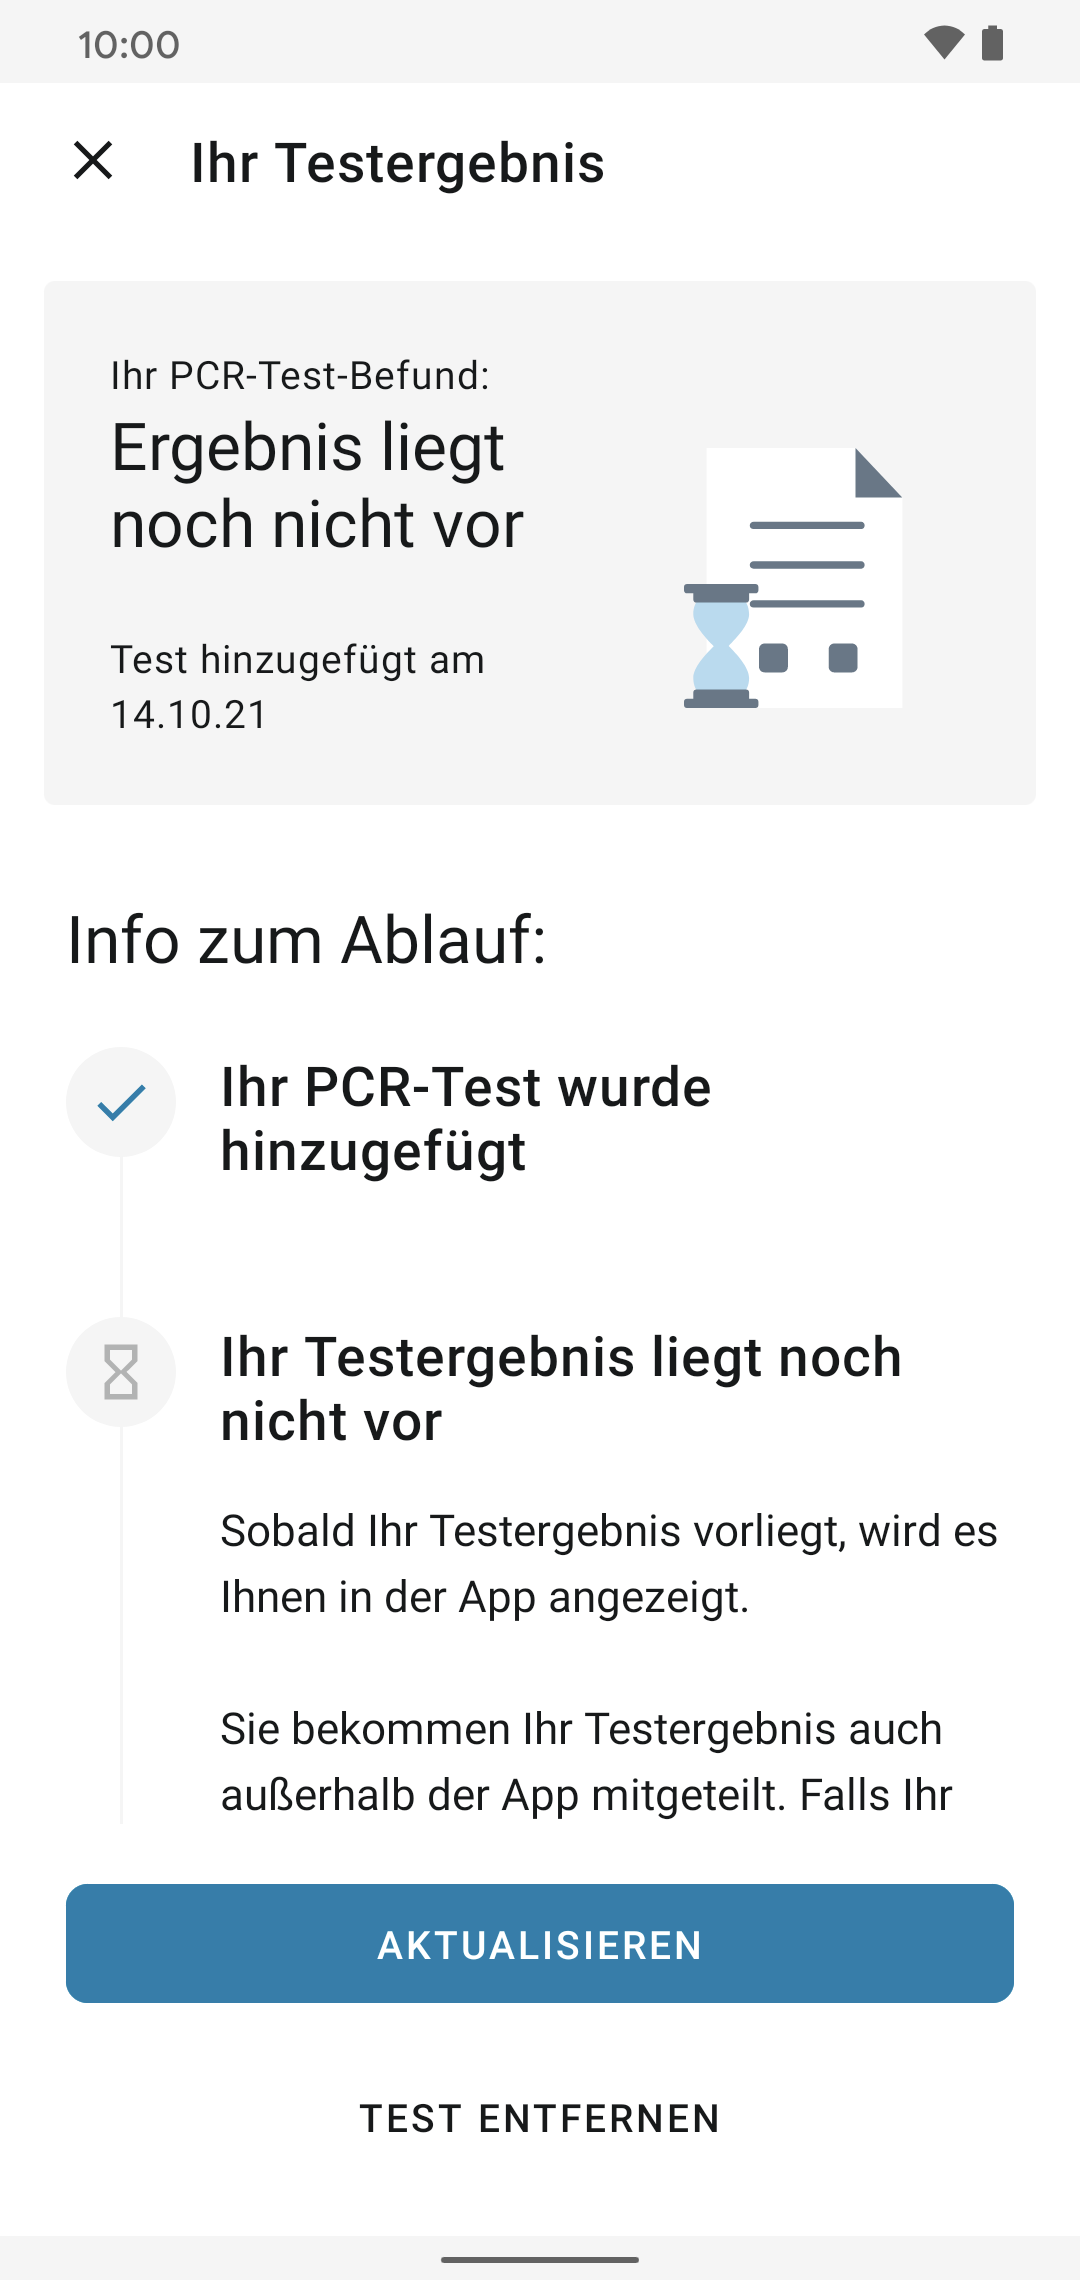 10:00
Ihr Testergebnis
Ihr PCR-Test-Befund:
Ergebnis liegt
noch nicht vor
Test hinzugefügt am
14.10.21
Info zum Ablauf:
Ihr PCR-Test wurde
hinzugefügt
Ihr Testergebnis liegt noch
nicht vor
Sobald Ihr Testergebnis vorliegt, wird es
Ihnen in der App angezeigt.
Sie bekommen Ihr Testergebnis auch
außerhalb der App mitgeteilt. Falls Ihr
AKTUALISIEREN
TEST ENTFERNEN